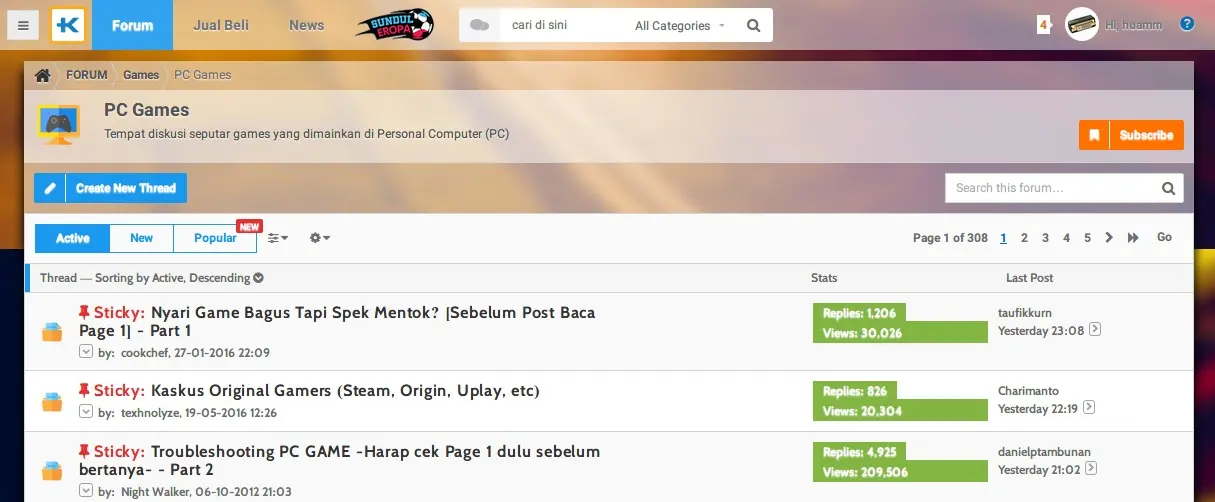 Forum
Jual Beli
News
SUNDUL
EROPA
cari di sini
All Categories
4
Hi, huamm
?
FORUM
Games
PC Games
PC Games
Tempat diskusi seputar games yang dimainkan di Personal Computer (PC)
Subscribe
Create New Thread
Search this forum...
Active
New
Popular
NEW
Page 1 of 308
1
2
3
4
5
Go
Thread — Sorting by Active, Descending
Stats
Last Post
Sticky: Nyari Game Bagus Tapi Spek Mentok? |Sebelum Post Baca
Page 1| - Part 1
by: cookchef, 27-01-2016 22:09
Replies: 1,206
Views: 30,026
taufikkurn
Yesterday 23:08
Sticky: Kaskus Original Gamers (Steam, Origin, Uplay, etc)
by: texhnolyze, 19-05-2016 12:26
Replies: 826
Views: 20,304
Charimanto
Yesterday 22:19
Sticky: Troubleshooting PC GAME -Harap cek Page 1 dulu sebelum
bertanya- - Part 2
by: Night Walker, 06-10-2012 21:03
Replies: 4,925
Views: 209,506
danielptambunan
Yesterday 21:02